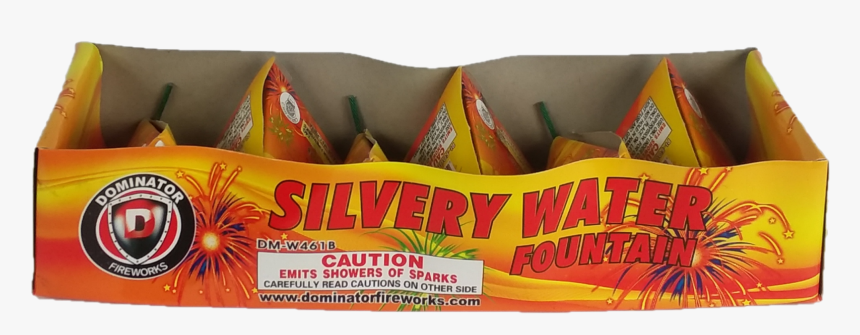 DOMINATOR
D
FIREWORKS
SILVERY WATER
FOUNTAIN
DM-W461B
CAUTION
EMITS SHOWERS OF SPARKS
CAREFULLY READ CAUTIONS ON OTHER SIDE
www.dominatorfireworks.com